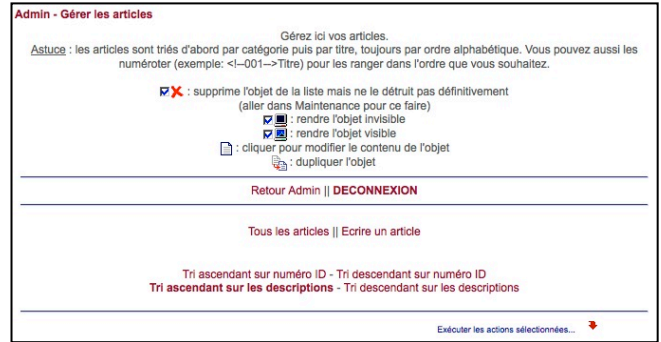 Admin - Gérer les articles
Gérez ici vos articles.
Astuce : les articles sont triés d'abord par catégorie puis par titre, toujours par ordre alphabétique. Vous pouvez aussi les
numéroter (exemple: <!--001-->Titre) pour les ranger dans l'ordre que vous souhaitez.
: supprime l'objet de la liste mais ne le détruit pas définitivement
(aller dans Maintenance pour ce faire)
: rendre l'objet invisible
: rendre l'objet visible
: cliquer pour modifier le contenu de l'objet
: dupliquer l'objet
Retour Admin || DECONNEXION
Tous les articles || Ecrire un article
Tri ascendant sur numéro ID - Tri descendant sur numéro ID
Tri ascendant sur les descriptions - Tri descendant sur les descriptions
Exécuter les actions sélectionnées...